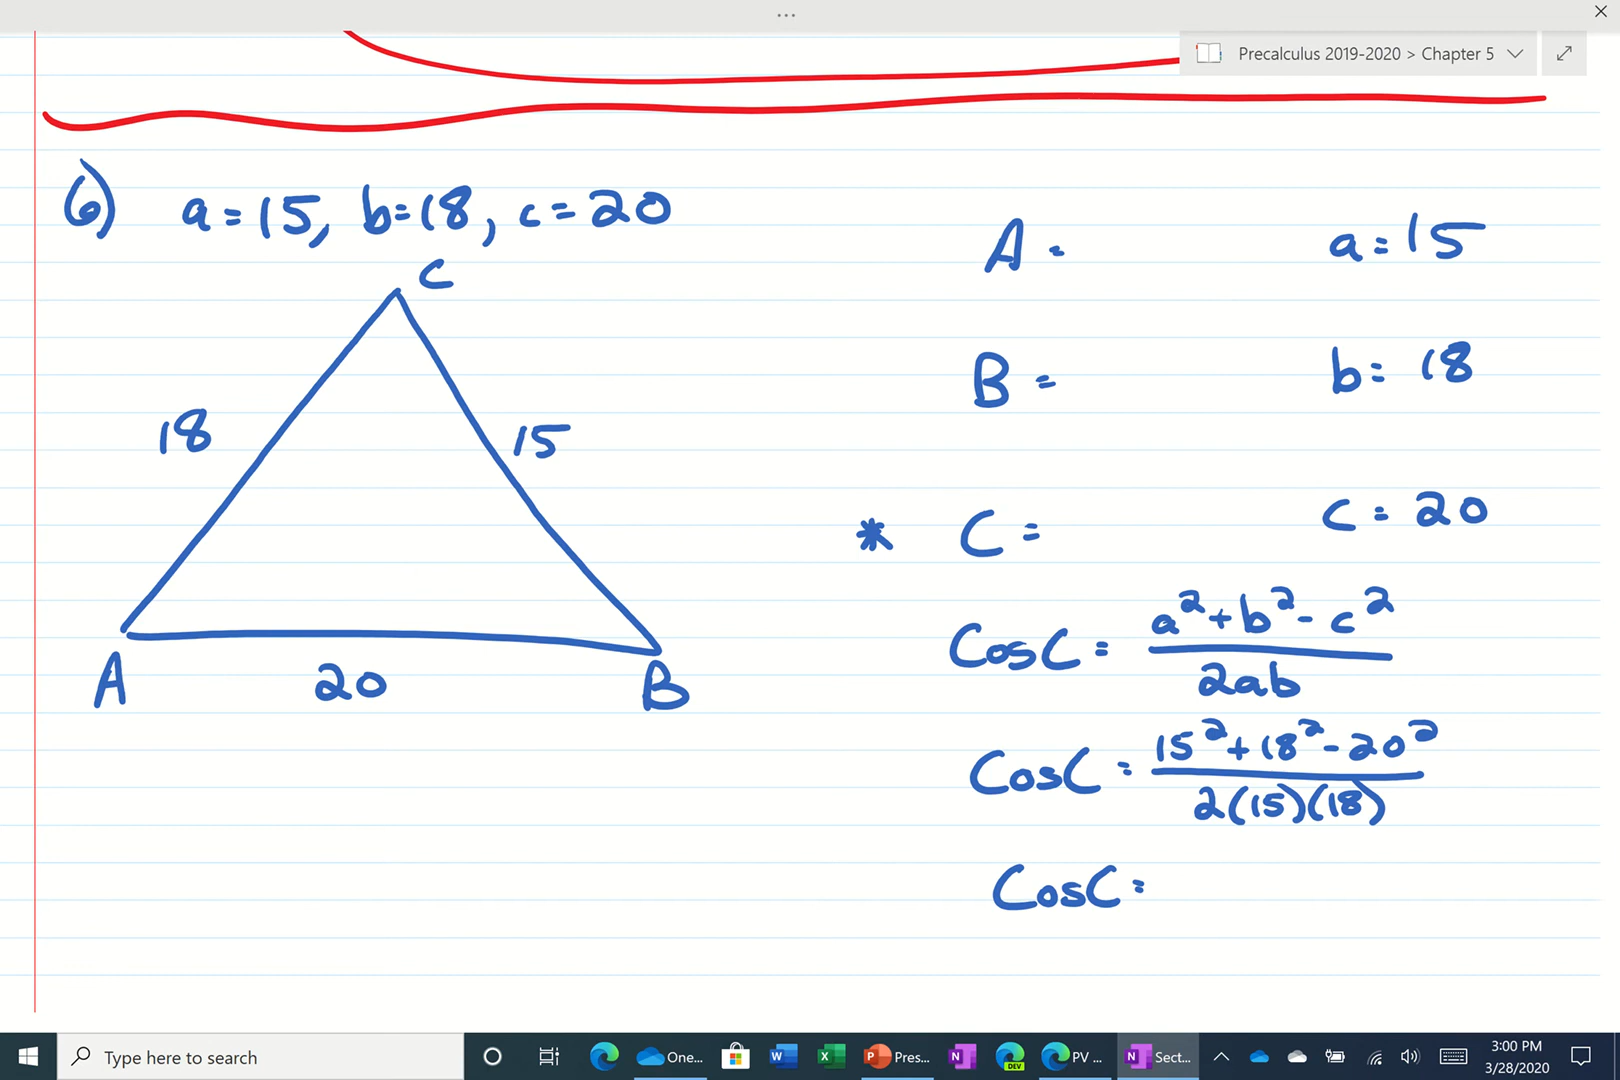 Precalculus 2019-2020 > Chapter 5
6) a=15, b=18, c=20
C
A= a=15
18
15
B= b=18
* C= c=20
A
20
B
CosC= a²+b²-c² / 2ab
CosC= 15²+18²-20² / 2(15)(18)
CosC=
Type here to search
One...
Pres...
DEV
PV ...
Sect...
3:00 PM
3/28/2020